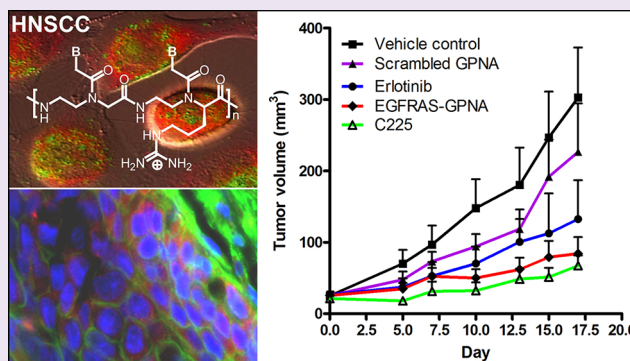 HNSCC
B
B
O
O
O
O
N
N
N
H
N
H
n
HN
H₂N
NH₂
⊕
Tumor volume (mm³)
400
300
200
100
0
Vehicle control
Scrambled GPNA
Erlotinib
EGFRAS-GPNA
C225
0.0 2.5 5.0 7.5 10.0 12.5 15.0 17.5 20.0
Day